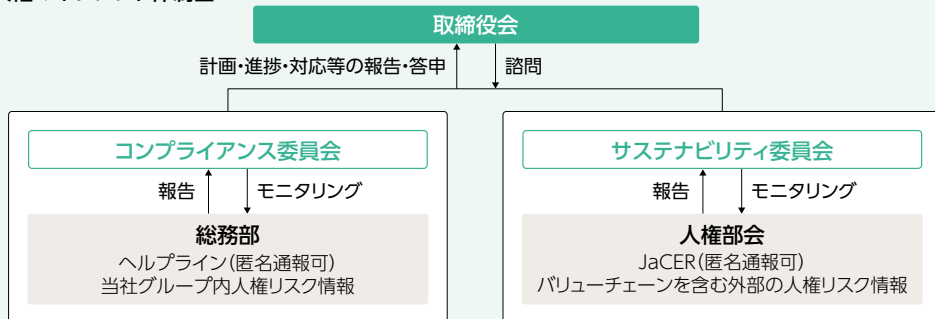 取締役会
計画・進捗・対応等の報告・答申
諮問
コンプライアンス委員会
報告
モニタリング
総務部
ヘルプライン(匿名通報可)
当社グループ内人権リスク情報
サステナビリティ委員会
報告
モニタリング
人権部会
JaCER(匿名通報可)
バリューチェーンを含む外部の人権リスク情報